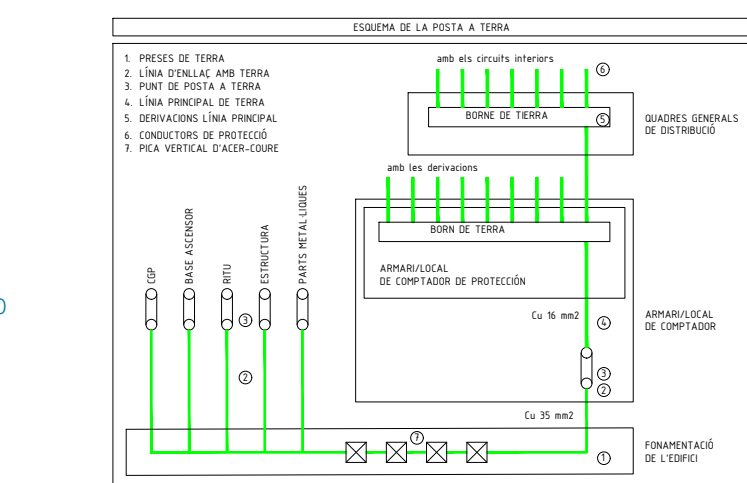 ESQUEMA DE LA POSTA A TERRA
1. PRESES DE TERRA
2. LÍNIA D'ENLLAÇ AMB TERRA
3. PUNT DE POSTA A TERRA
4. LÍNIA PRINCIPAL DE TERRA
5. DERIVACIONS LÍNIA PRINCIPAL
6. CONDUCTORS DE PROTECCIÓ
7. PICA VERTICAL D'ACER-COURE
amb els circuits interiors
6
BORNE DE TIERRA
5
QUADRES GENERALS
DE DISTRIBUCIÓ
amb les derivacions
BORN DE TERRA
ARMARI/LOCAL
DE COMPTADOR DE PROTECCIÓN
CGP
BASE ASCENSOR
RITU
ESTRUCTURA
PARTS METAL·LIQUES
3
2
Cu 16 mm2
4
ARMARI/LOCAL
DE COMPTADOR
3
2
Cu 35 mm2
7
1
FONAMENTACIÓ
DE L'EDIFICI